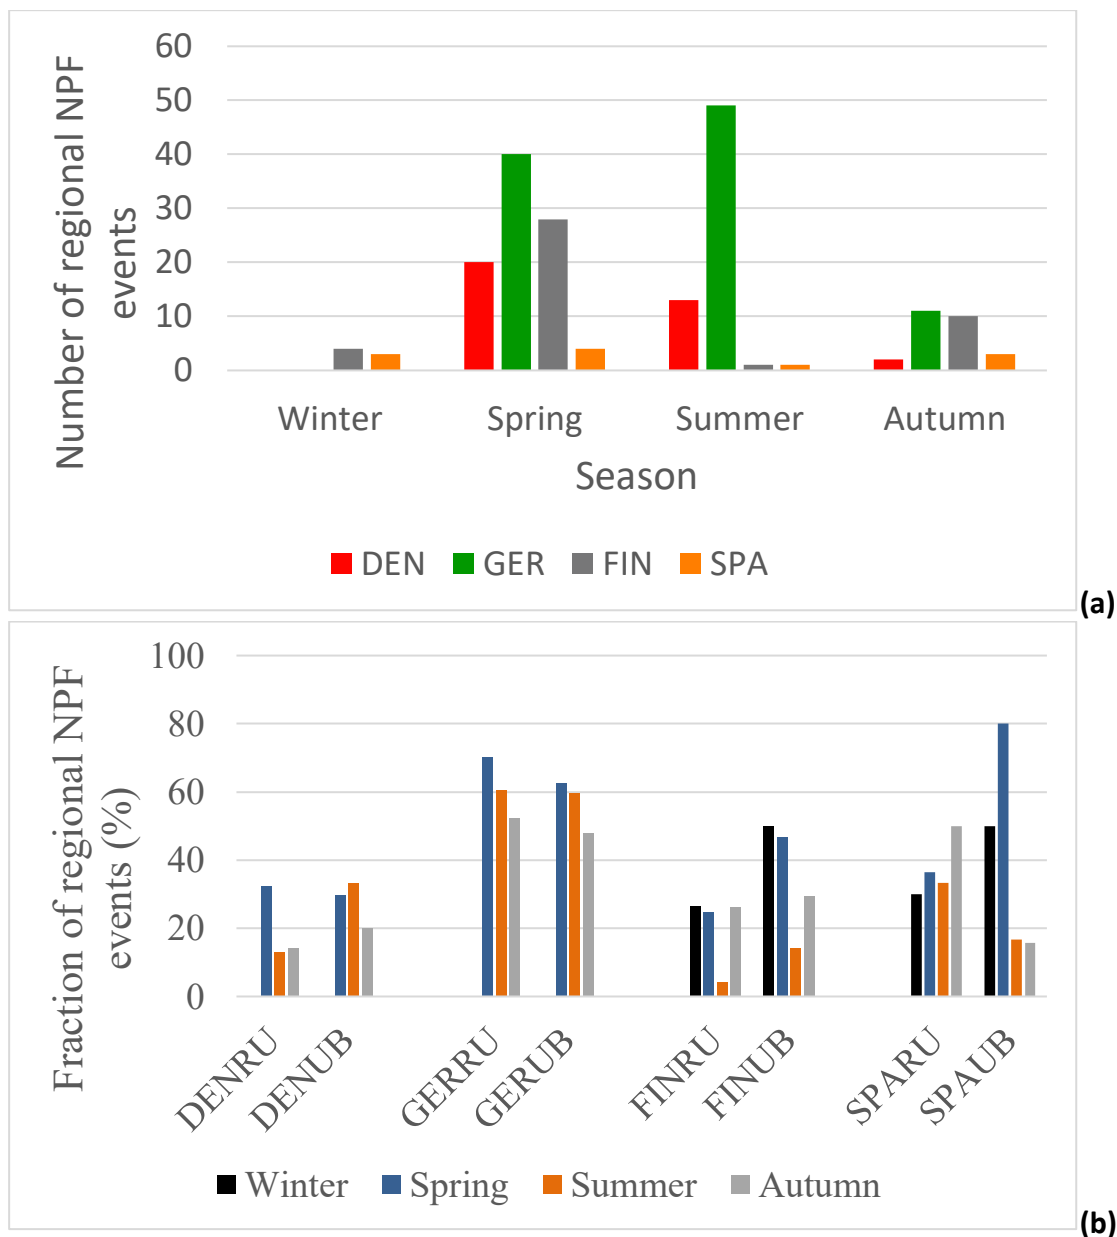 Number of regional NPF
events
60
50
40
30
20
10
0
Winter Spring Summer Autumn
Season
DEN GER FIN SPA
(a)
Fraction of regional NPF
events (%)
100
80
60
40
20
0
DENRU DENUB GERRU GERUB FINRU FINUB SPARU SPAUB
Winter Spring Summer Autumn
(b)